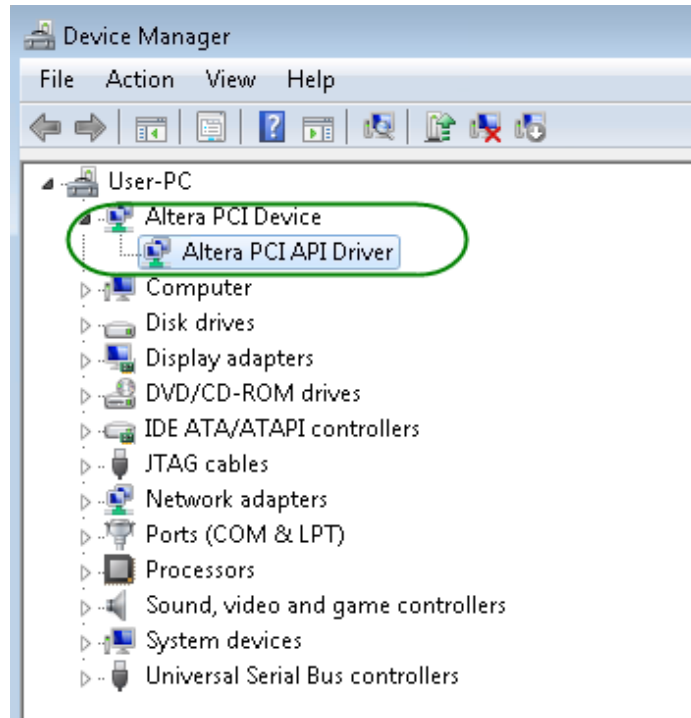 Device Manager
File Action View Help
User-PC
Altera PCI Device
Altera PCI API Driver
Computer
Disk drives
Display adapters
DVD/CD-ROM drives
IDE ATA/ATAPI controllers
JTAG cables
Network adapters
Ports (COM & LPT)
Processors
Sound, video and game controllers
System devices
Universal Serial Bus controllers